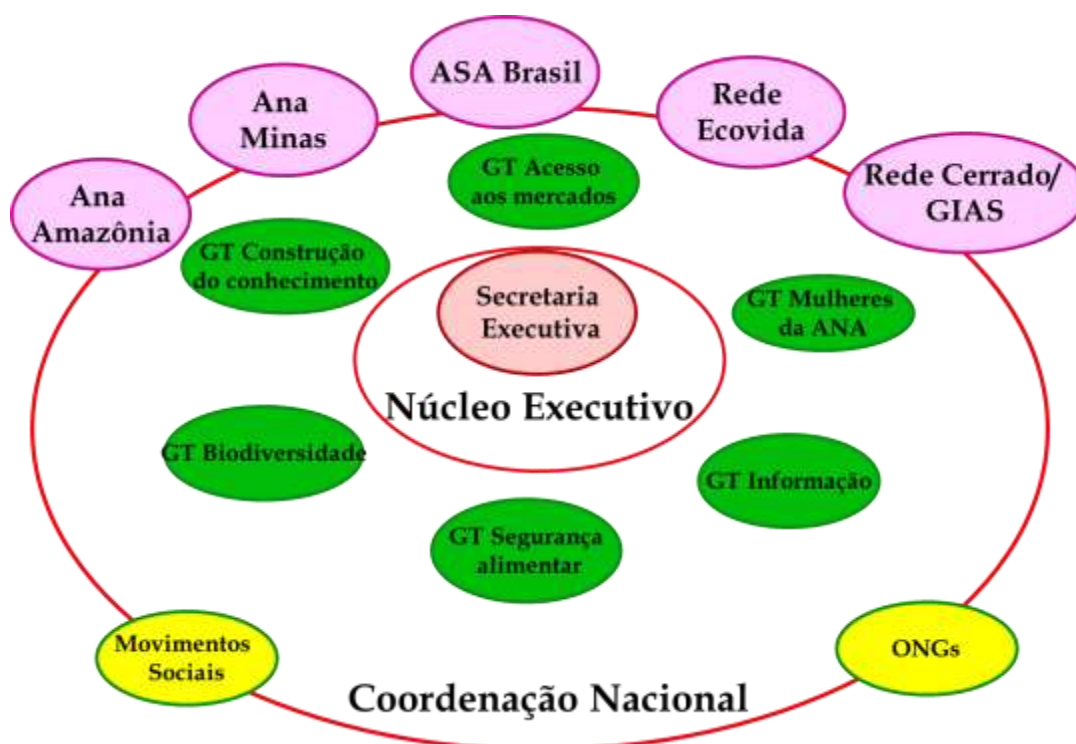 ASA Brasil
Ana
Minas
Rede
Ecovida
Ana
Amazônia
Rede Cerrado/
GIAS
GT Acesso
aos mercados
GT Construção
do conhecimento
Secretaria
Executiva
GT Mulheres
da ANA
Núcleo Executivo
GT Biodiversidade
GT Informação
GT Segurança
alimentar
Movimentos
Sociais
ONGs
Coordenação Nacional